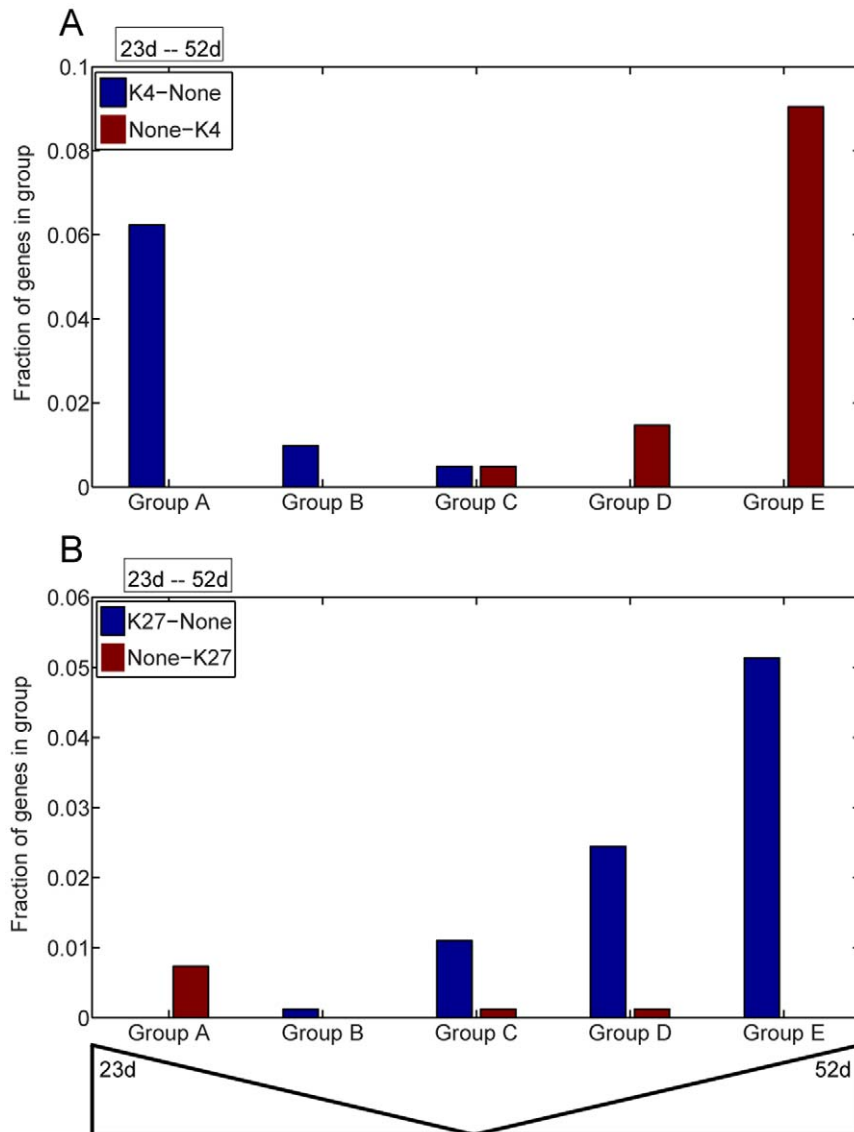 A
23d -- 52d
0.1
K4−None
None−K4
0.08
0.06
0.04
0.02
0
Fraction of genes in group
Group A Group B Group C Group D Group E
B
23d -- 52d
0.06
K27−None
None−K27
0.05
0.04
0.03
0.02
0.01
0
Fraction of genes in group
Group A Group B Group C Group D Group E
23d 52d